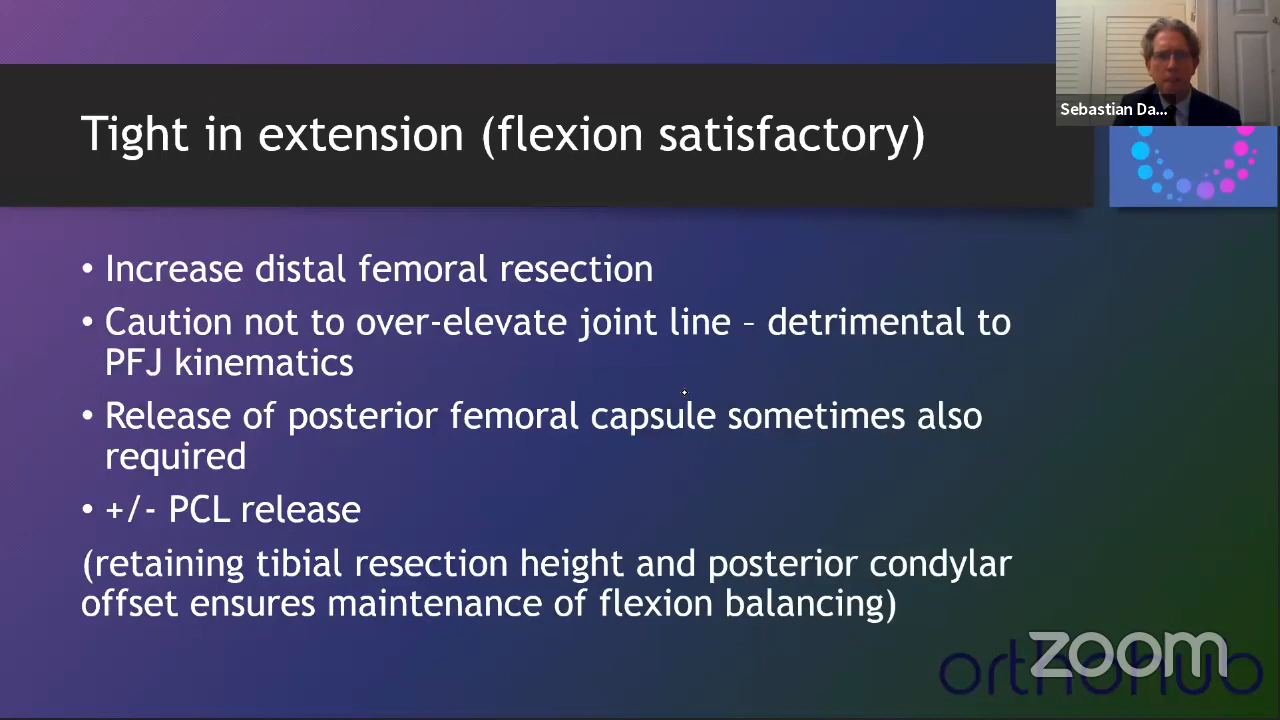 Sebastian Da...
Tight in extension (flexion satisfactory)
• Increase distal femoral resection
• Caution not to over-elevate joint line – detrimental to
PFJ kinematics
• Release of posterior femoral capsule sometimes also
required
• +/- PCL release
(retaining tibial resection height and posterior condylar
offset ensures maintenance of flexion balancing)
zoom
orthohub